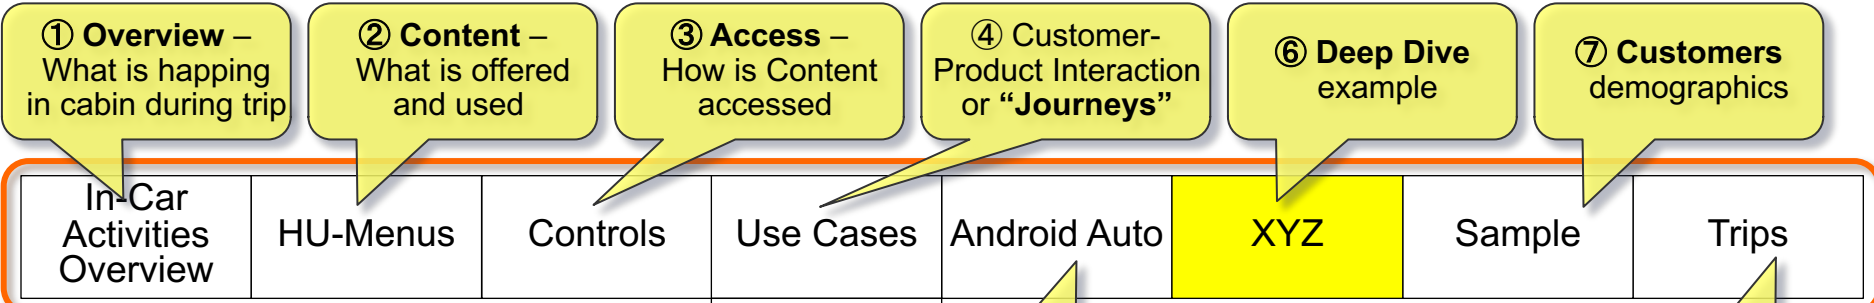 ① Overview –
What is happing
in cabin during trip
② Content –
What is offered
and used
③ Access –
How is Content
accessed
④ Customer-
Product Interaction
or “Journeys”
⑥ Deep Dive
example
⑦ Customers
demographics
In-Car
Activities
Overview
HU-Menus
Controls
Use Cases
Android Auto
XYZ
Sample
Trips